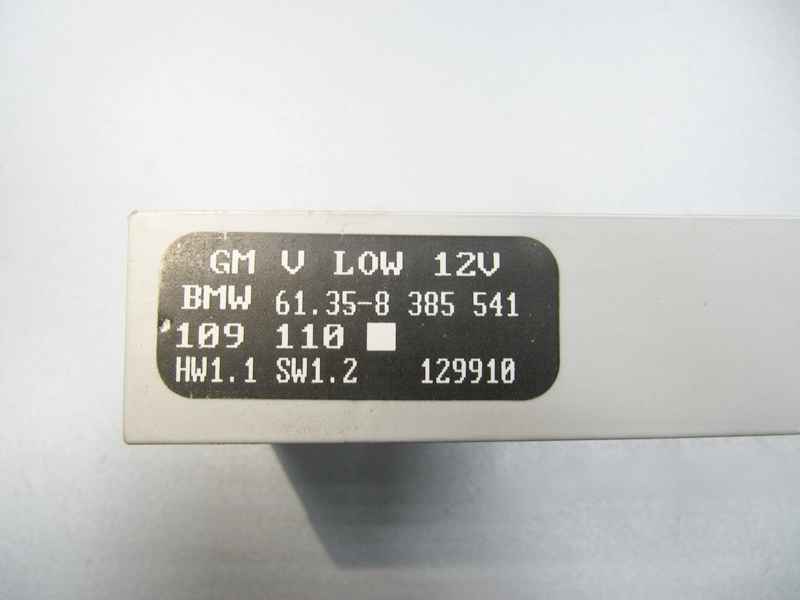 GM V LOW 12V
BMW 61.35-8 385 541
109 110
HW1.1 SW1.2 129910